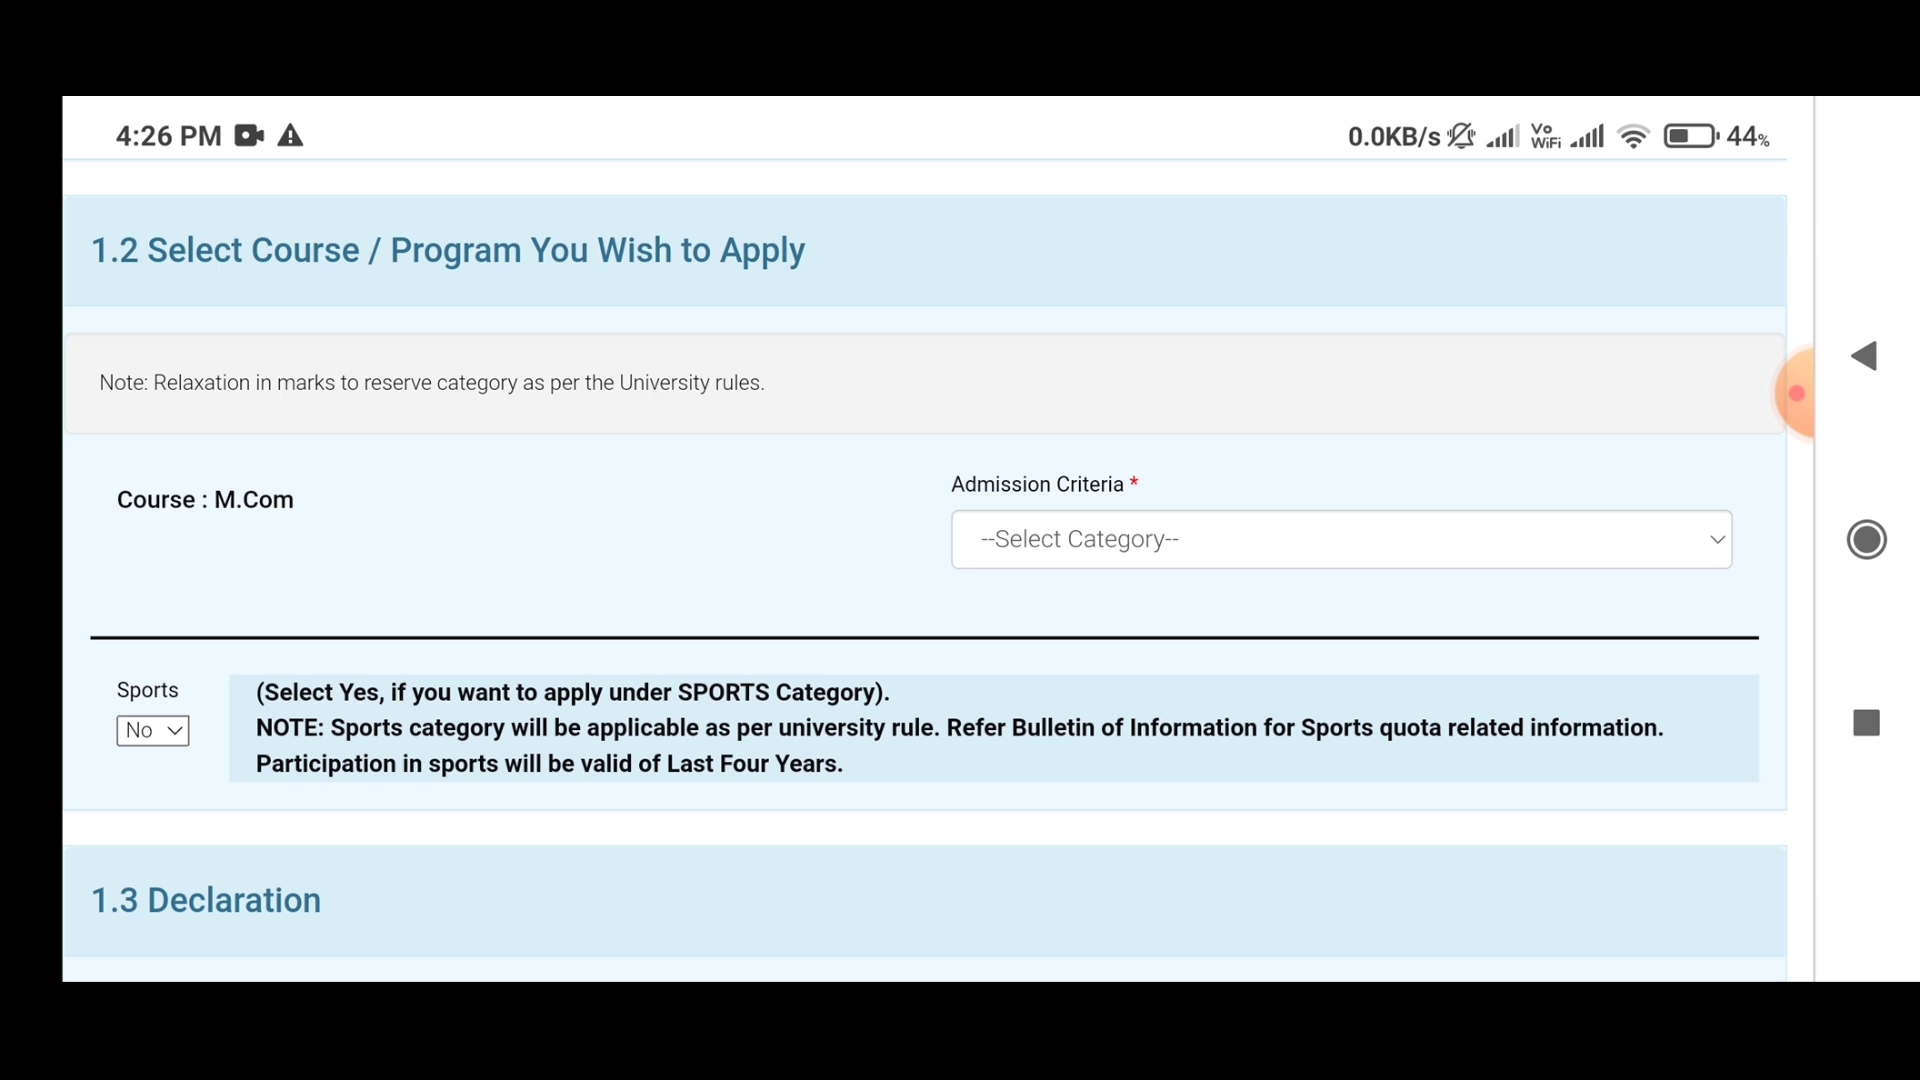 4:26 PM
0.0KB/s Vo WiFi 44%
1.2 Select Course / Program You Wish to Apply
Note: Relaxation in marks to reserve category as per the University rules.
Course : M.Com
Admission Criteria *
--Select Category--
Sports
No
(Select Yes, if you want to apply under SPORTS Category).
NOTE: Sports category will be applicable as per university rule. Refer Bulletin of Information for Sports quota related information.
Participation in sports will be valid of Last Four Years.
1.3 Declaration